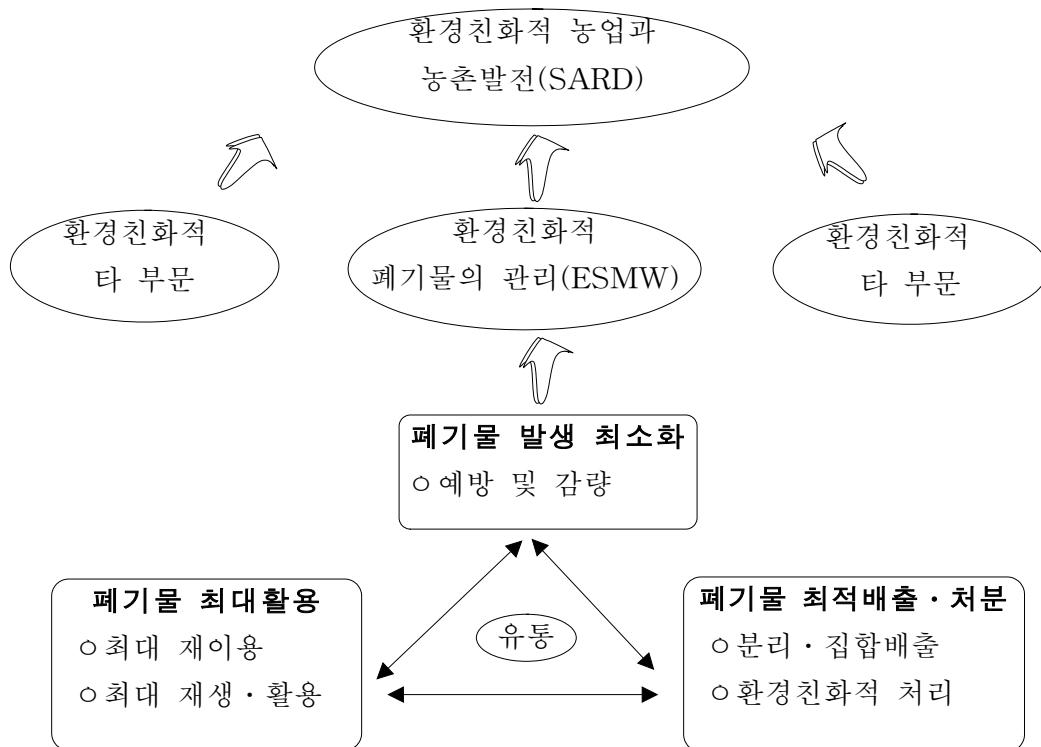 환경친화적 농업과
농촌발전(SARD)
환경친화적
타 부문
환경친화적
폐기물의 관리(ESMW)
환경친화적
타 부문
폐기물 발생 최소화
ㅇ예방 및 감량
폐기물 최대활용
ㅇ최대 재이용
ㅇ최대 재생·활용
유통
폐기물 최적배출·처분
ㅇ분리·집합배출
ㅇ환경친화적 처리